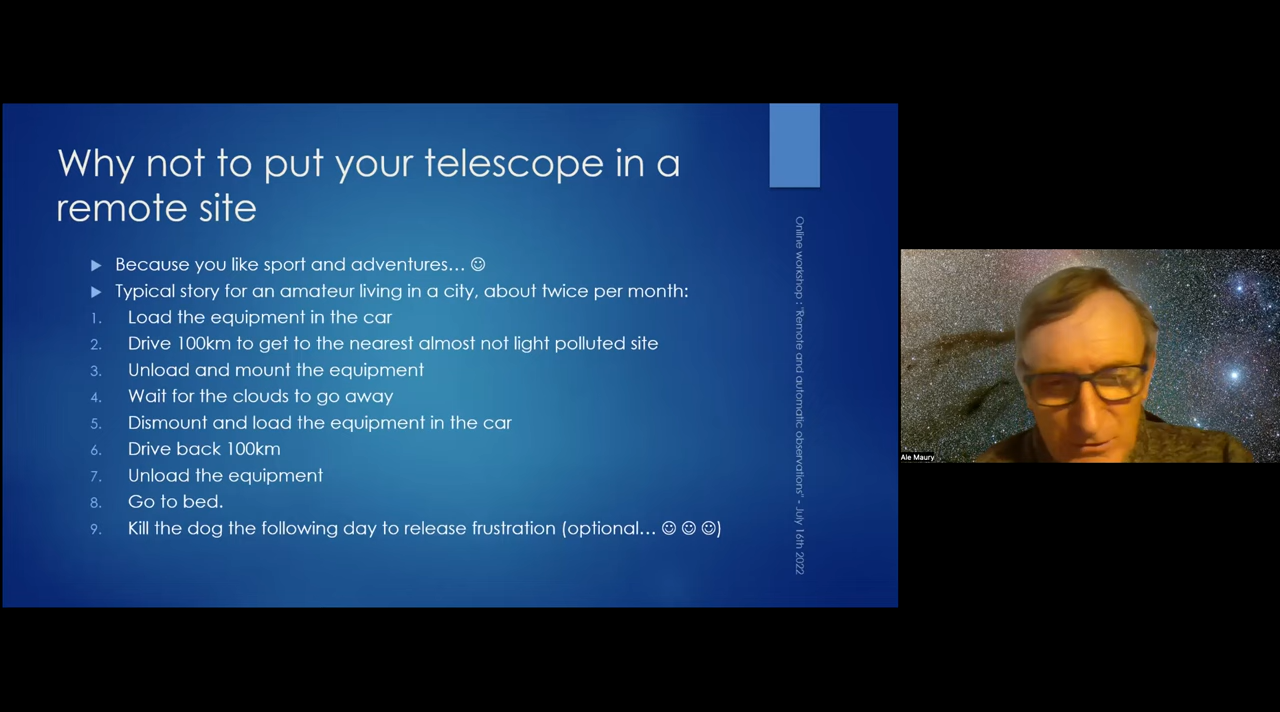 Why not to put your telescope in a
remote site
► Because you like sport and adventures… ☺
► Typical story for an amateur living in a city, about twice per month:
1. Load the equipment in the car
2. Drive 100km to get to the nearest almost not light polluted site
3. Unload and mount the equipment
4. Wait for the clouds to go away
5. Dismount and load the equipment in the car
6. Drive back 100km
7. Unload the equipment
8. Go to bed.
9. Kill the dog the following day to release frustration (optional… ☺ ☺ ☺)
Online workshop : "Remote and automatic observations" - July 16th 2022
Ale Maury